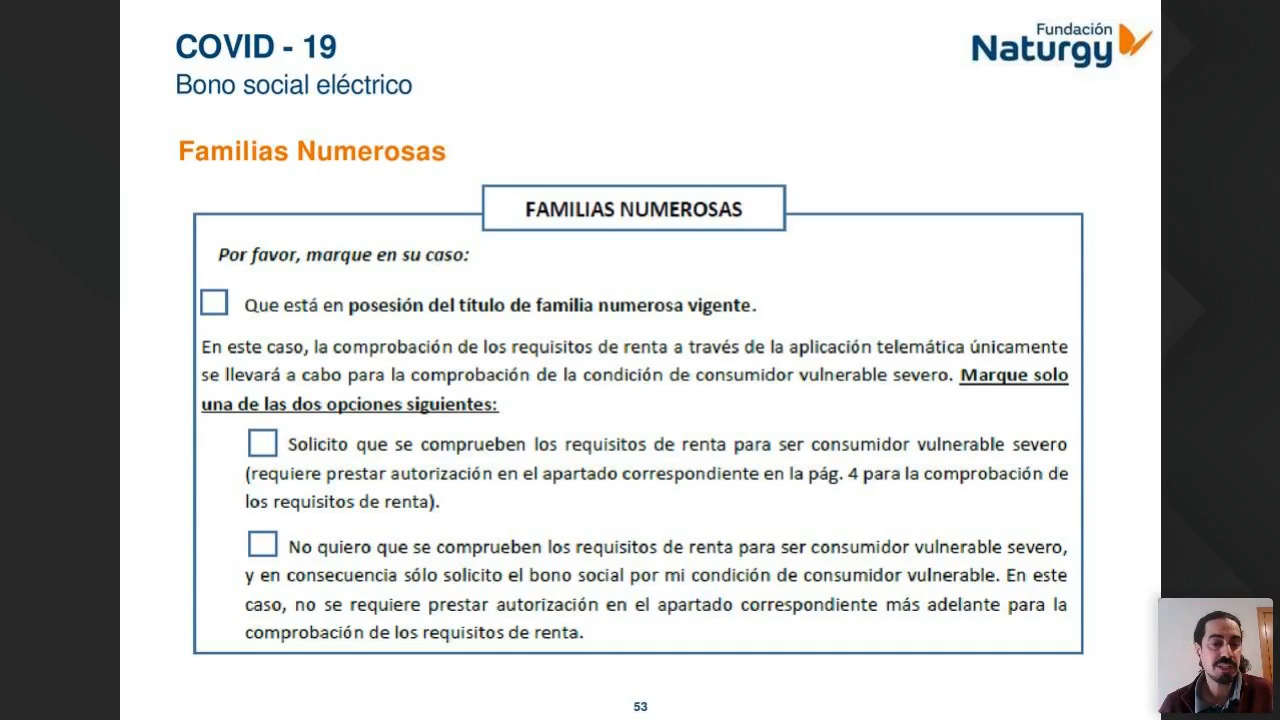 COVID - 19
Bono social eléctrico
Fundación
Naturgy
Familias Numerosas
FAMILIAS NUMEROSAS
Por favor, marque en su caso:
Que está en posesión del título de familia numerosa vigente.
En este caso, la comprobación de los requisitos de renta a través de la aplicación telemática únicamente
se llevará a cabo para la comprobación de la condición de consumidor vulnerable severo. Marque solo
una de las dos opciones siguientes:
Solicito que se comprueben los requisitos de renta para ser consumidor vulnerable severo
(requiere prestar autorización en el apartado correspondiente en la pág. 4 para la comprobación de
los requisitos de renta).
No quiero que se comprueben los requisitos de renta para ser consumidor vulnerable severo,
y en consecuencia sólo solicito el bono social por mi condición de consumidor vulnerable. En este
caso, no se requiere prestar autorización en el apartado correspondiente más adelante para la
comprobación de los requisitos de renta.
53